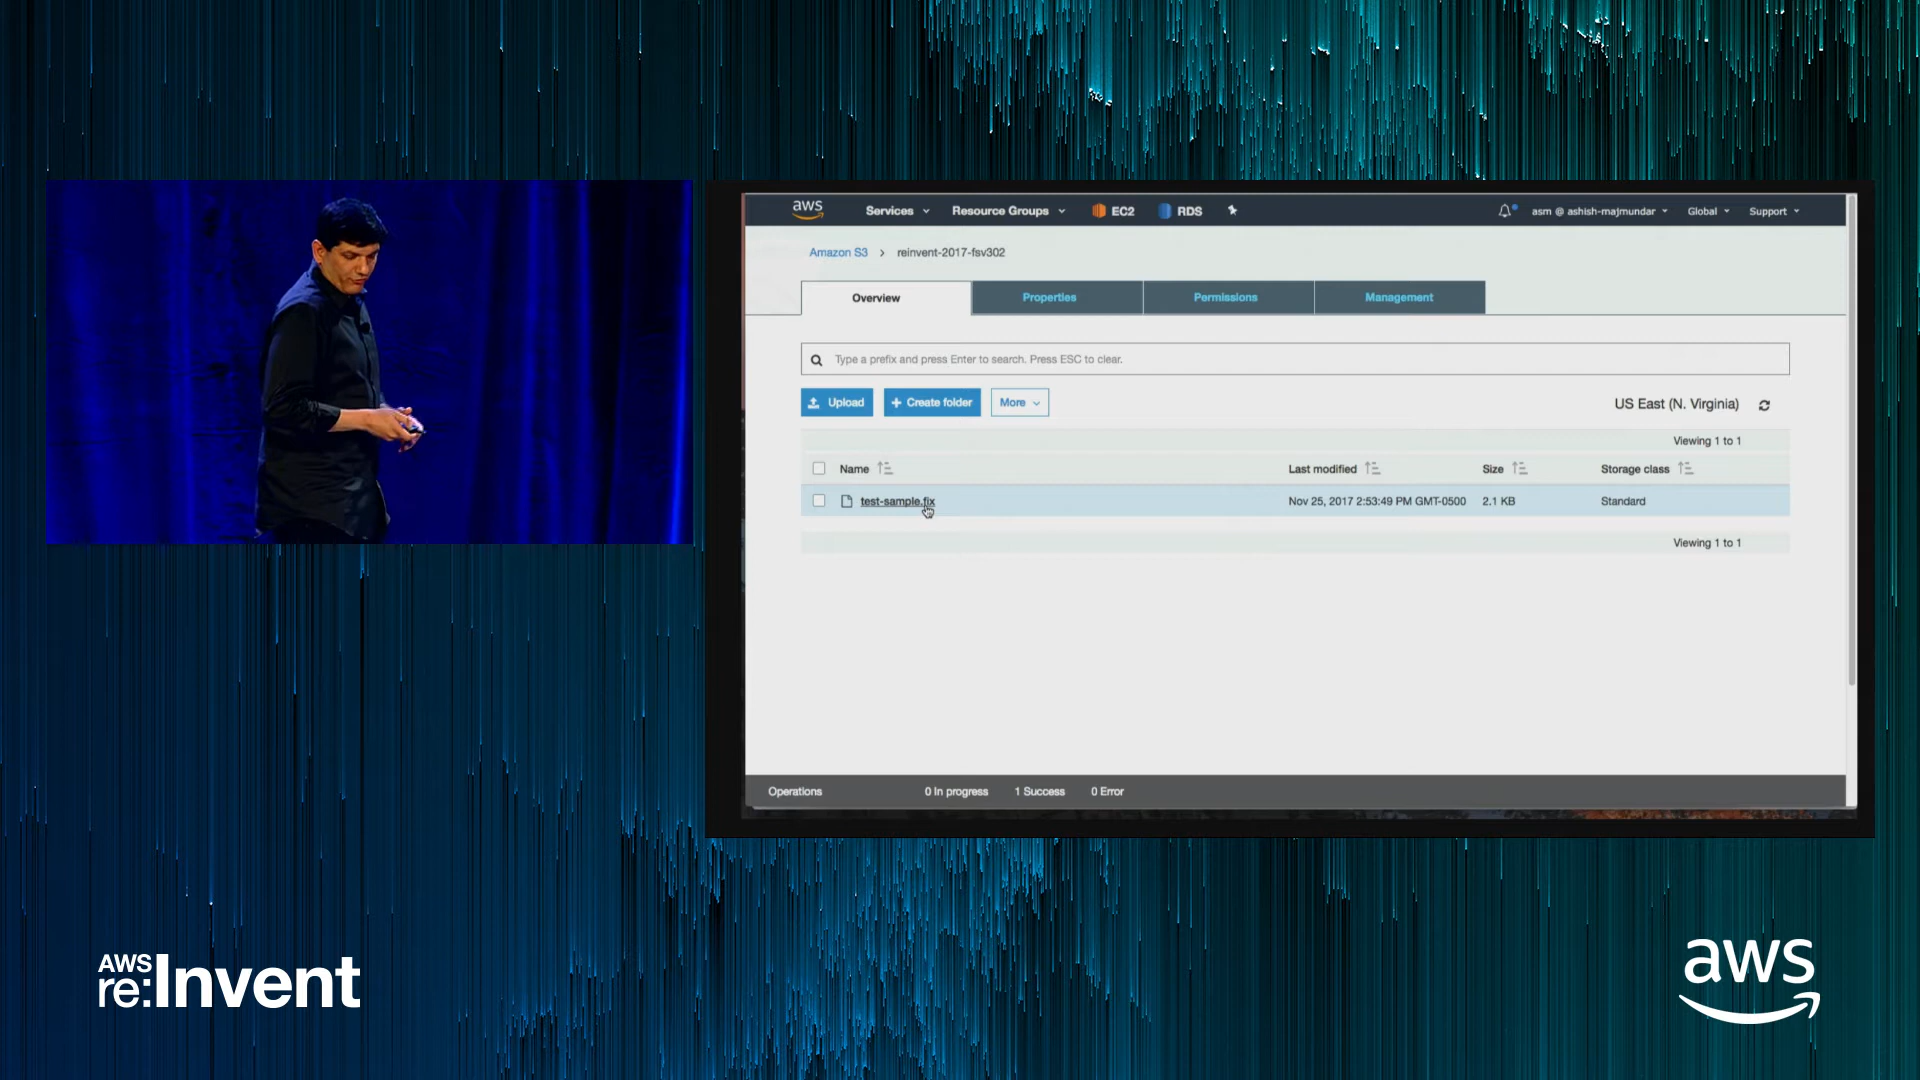 aws
Services
Resource Groups
EC2
RDS
asm @ ashish-majmundar
Global
Support
Amazon S3 > reinvent-2017-fsv302
Overview
Properties
Permissions
Management
Type a prefix and press Enter to search. Press ESC to clear.
Upload
+ Create folder
More
US East (N. Virginia)
Viewing 1 to 1
Name
Last modified
Size
Storage class
test-sample.fix
Nov 25, 2017 2:53:49 PM GMT-0500
2.1 KB
Standard
Viewing 1 to 1
Operations
0 In progress
1 Success
0 Error
AWS
re:Invent
aws